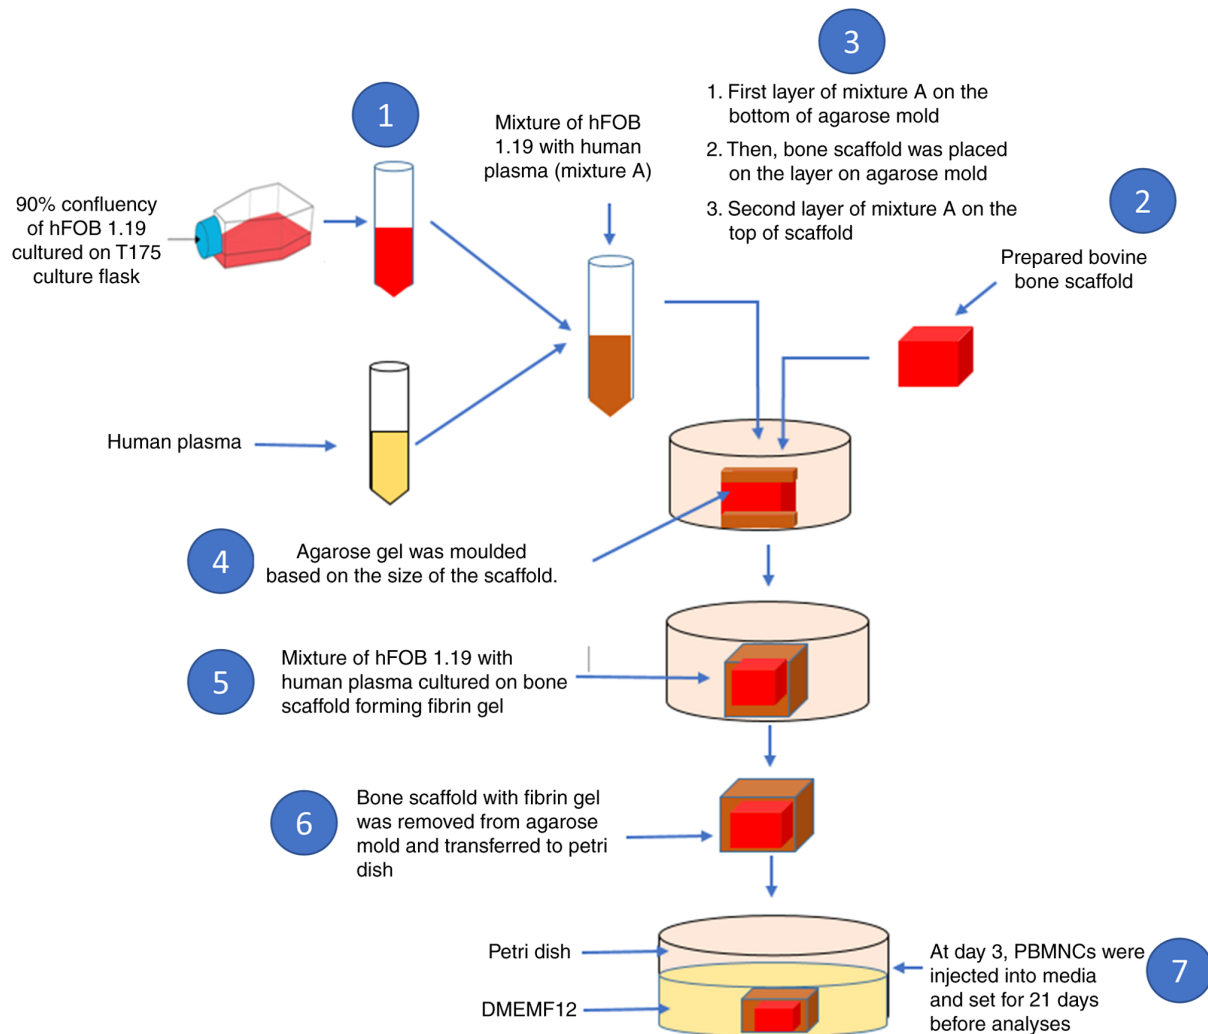 1
90% confluency
of hFOB 1.19
cultured on T175
culture flask
Mixture of hFOB
1.19 with human
plasma (mixture A)
3
1. First layer of mixture A on the
bottom of agarose mold
2. Then, bone scaffold was placed
on the layer on agarose mold
3. Second layer of mixture A on the
top of scaffold
2
Prepared bovine
bone scaffold
Human plasma
4
Agarose gel was moulded
based on the size of the scaffold.
5
Mixture of hFOB 1.19 with
human plasma cultured on bone
scaffold forming fibrin gel
6
Bone scaffold with fibrin gel
was removed from agarose
mold and transferred to petri
dish
Petri dish
DMEMF12
At day 3, PBMNCs were
injected into media
and set for 21 days
before analyses
7